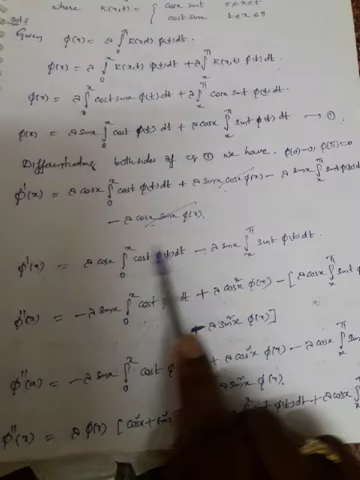 where K(x,t) = { cosx sint x≤x≤t
cost sinx t≤x≤π
Sol:
Given φ(x) = λ ∫₀^π K(x,t) φ(t)dt
φ(x) = λ ∫₀^x K(x,t) φ(t)dt + λ ∫ₓ^π K(x,t) φ(t)dt.
φ(x) = λ ∫₀^x cost sinx φ(t)dt + λ ∫ₓ^π cosx sint φ(t)dt.
φ(x) = λ sinx ∫₀^x cost φ(t) dt + λ cosx ∫ₓ^π sint φ(t) dt → ①.
Differentiating both sides of eq ① we have. φ(π)=0
φ'(x) = λ cosx ∫₀^x cost φ(t)dt + λ sinx cosx φ(x) - λ sinx ∫ₓ^π sint φ(t)dt
- λ cosx sinx φ(x).
φ'(x) = λ cosx ∫₀^x cost φ(t)dt - λ sinx ∫ₓ^π sint φ(t) dt.
φ''(x) = -λ sinx ∫₀^x cost dt + λ cos²x φ(x) - [λ cosx ∫ₓ^π sint
- λ sin²x φ(x)]
φ''(x) = -λ sinx ∫₀^x cost + λ cos²x φ(x) - λ cosx ∫ₓ^π
sin²x φ(x).
φ''(x) = λ φ(x) [cos²x + sin²x φ(t)dt + λ cosx ∫ₓ^π